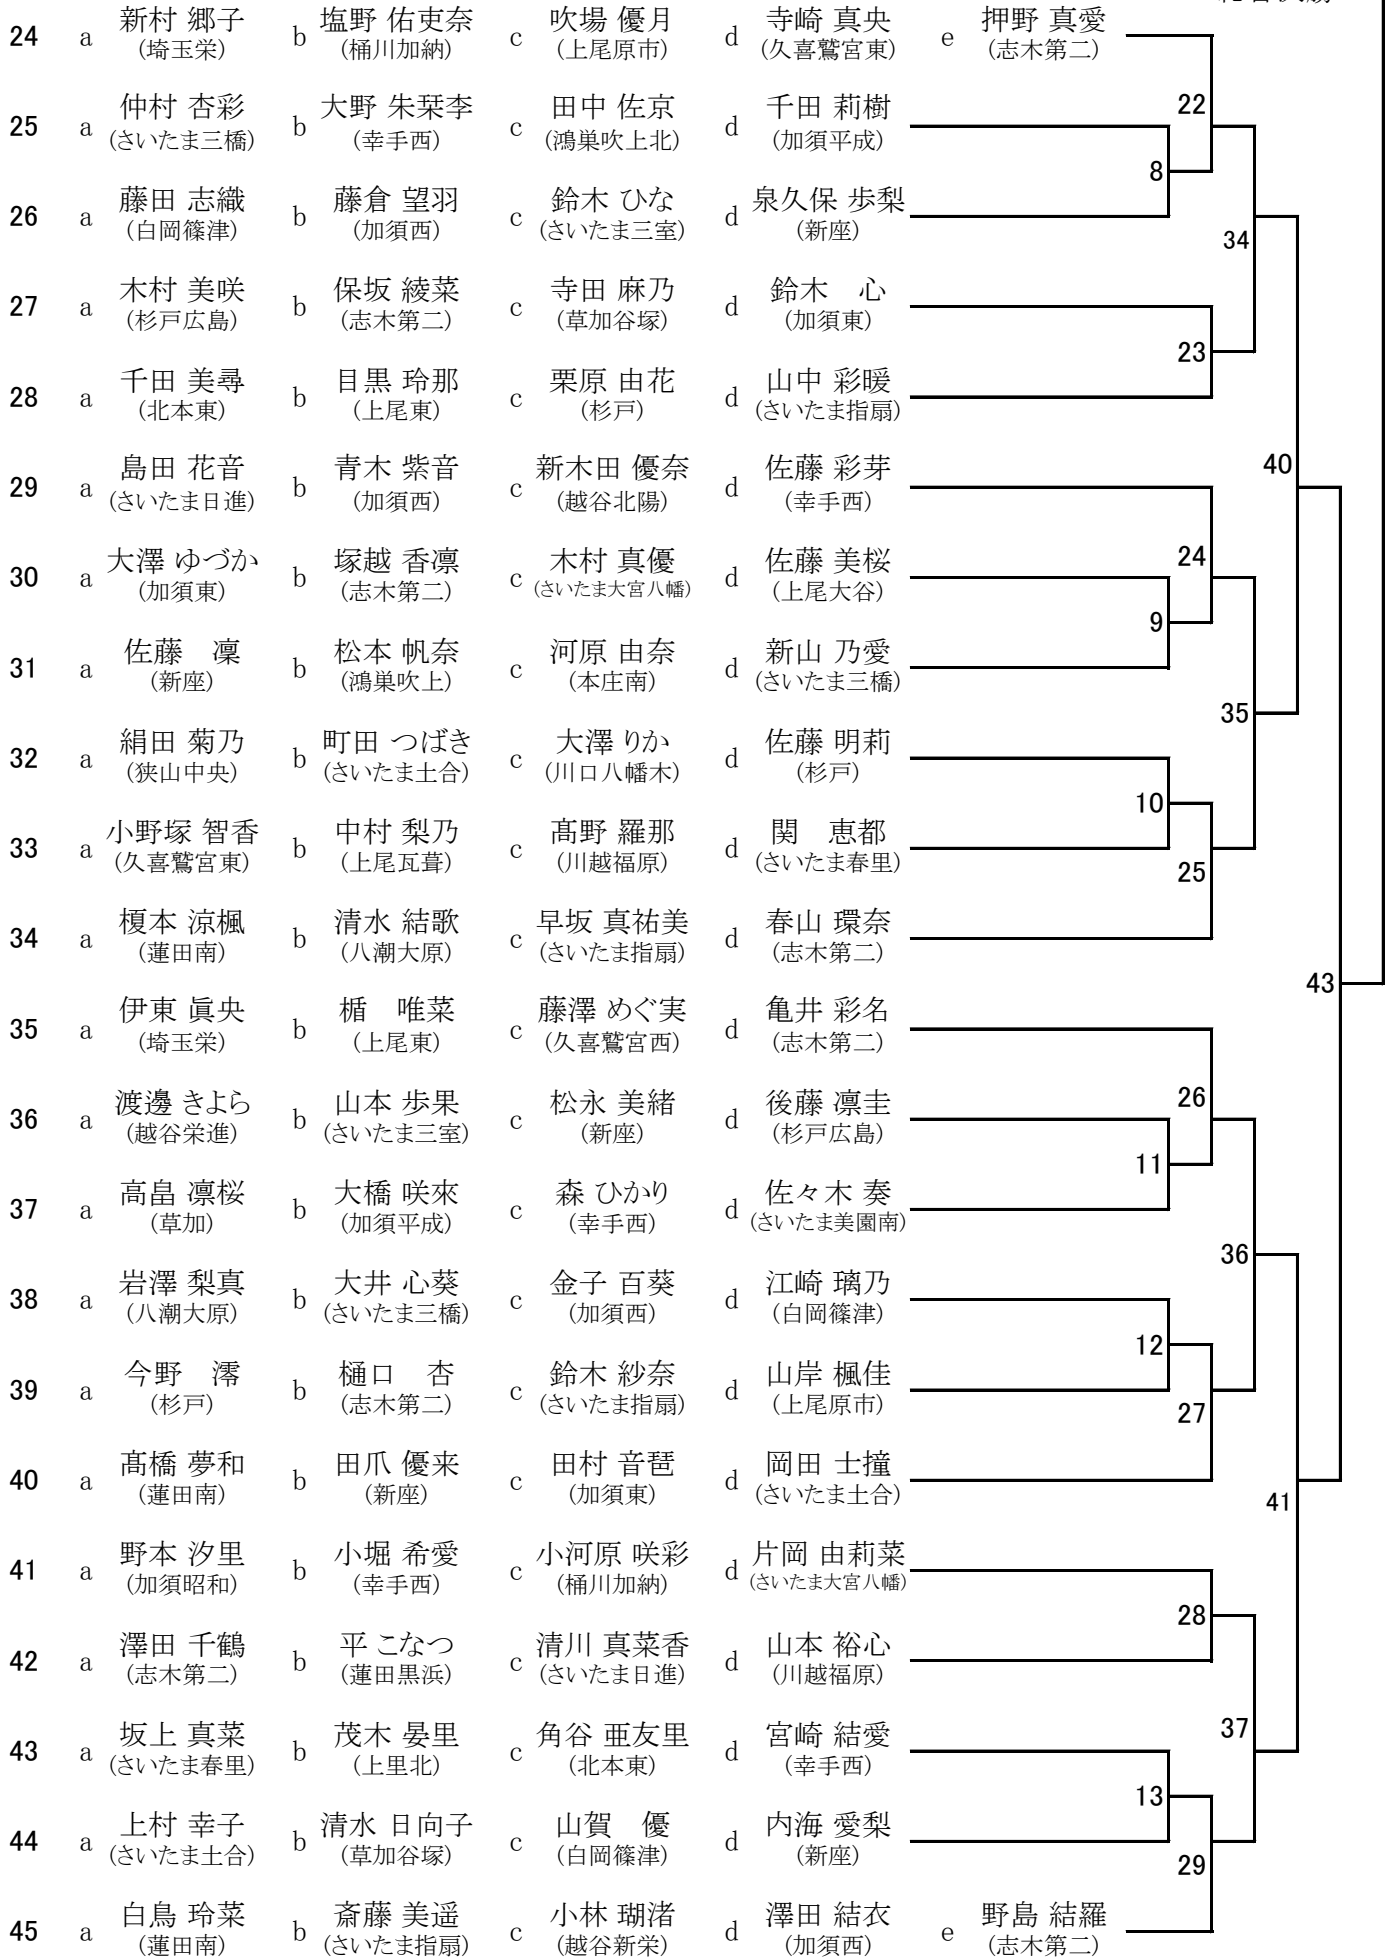 24 a 新村 郷子 b 塩野 佑吏奈 c 吹場 優月 d 寺崎 真央 e 押野 真愛
(埼玉栄) (桶川加納) (上尾原市) (久喜鷲宮東) (志木第二)
22
25 a 仲村 杏彩 b 大野 朱栞李 c 田中 佐京 d 千田 莉樹
(さいたま三橋) (幸手西) (鴻巣吹上北) (加須平成)
8
26 a 藤田 志織 b 藤倉 望羽 c 鈴木 ひな d 泉久保 歩梨
(白岡篠津) (加須西) (さいたま三室) (新座)
34
27 a 木村 美咲 b 保坂 綾菜 c 寺田 麻乃 d 鈴木 心
(杉戸広島) (志木第二) (草加谷塚) (加須東)
23
28 a 千田 美尋 b 目黒 玲那 c 栗原 由花 d 山中 彩暖
(北本東) (上尾東) (杉戸) (さいたま指扇)
40
29 a 島田 花音 b 青木 紫音 c 新木田 優奈 d 佐藤 彩芽
(さいたま日進) (加須西) (越谷北陽) (幸手西)
24
30 a 大澤 ゆづか b 塚越 香凛 c 木村 真優 d 佐藤 美桜
(加須東) (志木第二) (さいたま大宮八幡) (上尾大谷)
9
31 a 佐藤 凜 b 松本 帆奈 c 河原 由奈 d 新山 乃愛
(新座) (鴻巣吹上) (本庄南) (さいたま三橋)
35
32 a 絹田 菊乃 b 町田 つばき c 大澤 りか d 佐藤 明莉
(狭山中央) (さいたま土合) (川口八幡木) (杉戸)
10
33 a 小野塚 智香 b 中村 梨乃 c 髙野 羅那 d 関 恵都
(久喜鷲宮東) (上尾瓦葺) (川越福原) (さいたま春里)
25
34 a 榎本 涼楓 b 清水 結歌 c 早坂 真祐美 d 春山 環奈
(蓮田南) (八潮大原) (さいたま指扇) (志木第二)
43
35 a 伊東 眞央 b 楯 唯菜 c 藤澤 めぐ実 d 亀井 彩名
(埼玉栄) (上尾東) (久喜鷲宮西) (志木第二)
26
36 a 渡邊 きよら b 山本 歩果 c 松永 美緒 d 後藤 凛圭
(越谷栄進) (さいたま三室) (新座) (杉戸広島)
11
37 a 高畠 凛桜 b 大橋 咲來 c 森 ひかり d 佐々木 奏
(草加) (加須平成) (幸手西) (さいたま美園南)
36
38 a 岩澤 梨真 b 大井 心葵 c 金子 百葵 d 江崎 璃乃
(八潮大原) (さいたま三橋) (加須西) (白岡篠津)
12
39 a 今野 澪 b 樋口 杏 c 鈴木 紗奈 d 山岸 楓佳
(杉戸) (志木第二) (さいたま指扇) (上尾原市)
27
40 a 髙橋 夢和 b 田爪 優来 c 田村 音琶 d 岡田 士撞
(蓮田南) (新座) (加須東) (さいたま土合)
41
41 a 野本 汐里 b 小堀 希愛 c 小河原 咲彩 d 片岡 由莉菜
(加須昭和) (幸手西) (桶川加納) (さいたま大宮八幡)
28
42 a 澤田 千鶴 b 平 こなつ c 清川 真菜香 d 山本 裕心
(志木第二) (蓮田黒浜) (さいたま日進) (川越福原)
37
43 a 坂上 真菜 b 茂木 晏里 c 角谷 亜友里 d 宮崎 結愛
(さいたま春里) (上里北) (北本東) (幸手西)
13
44 a 上村 幸子 b 清水 日向子 c 山賀 優 d 内海 愛梨
(さいたま土合) (草加谷塚) (白岡篠津) (新座)
29
45 a 白鳥 玲菜 b 斎藤 美遥 c 小林 瑚渚 d 澤田 結衣 e 野島 結羅
(蓮田南) (さいたま指扇) (越谷新栄) (加須西) (志木第二)